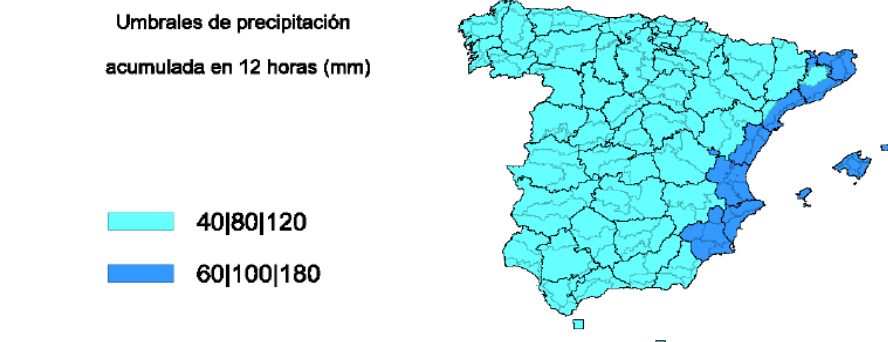 Umbrales de precipitación
acumulada en 12 horas (mm)
40|80|120
60|100|180